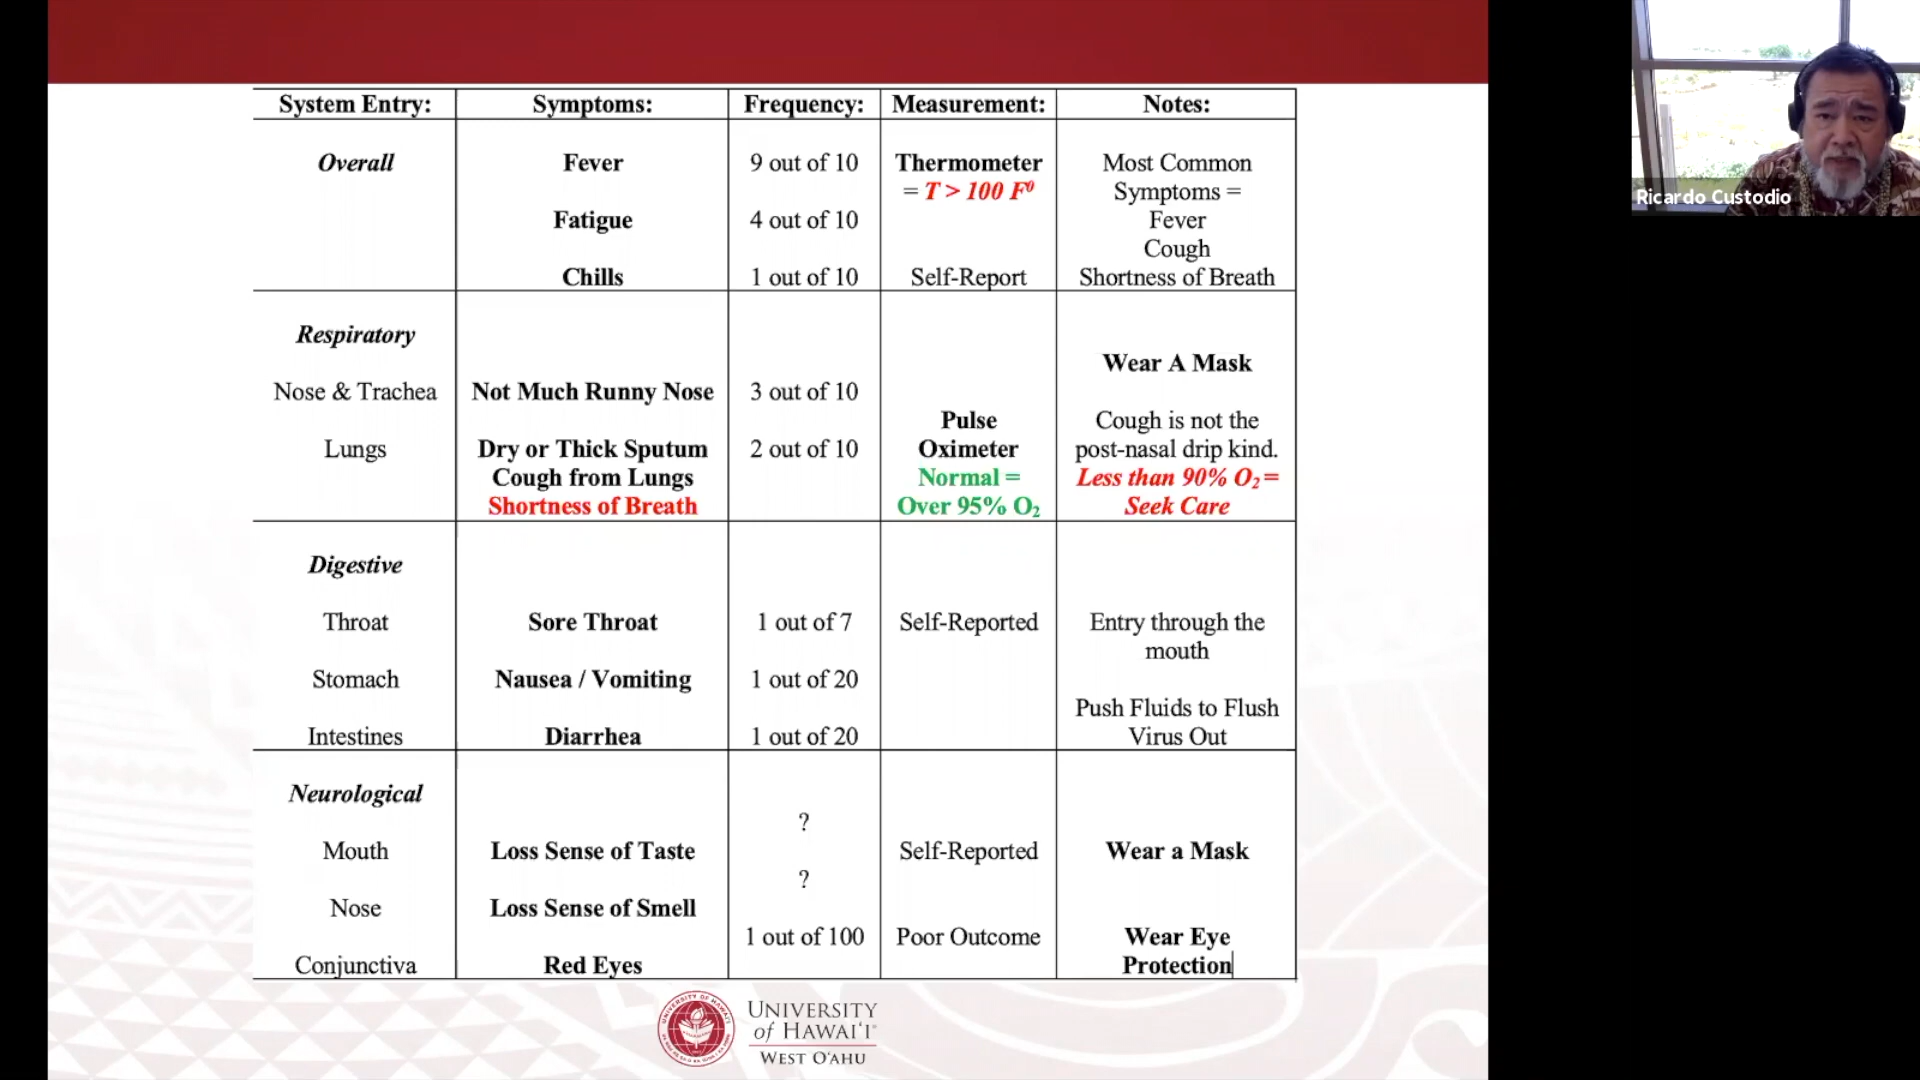 System Entry: Symptoms: Frequency: Measurement: Notes:
Overall Fever 9 out of 10 Thermometer Most Common
= T > 100 F⁰ Symptoms =
Fatigue 4 out of 10 Fever
Cough
Chills 1 out of 10 Self-Report Shortness of Breath
Respiratory
Wear A Mask
Nose & Trachea Not Much Runny Nose 3 out of 10
Pulse Cough is not the
Lungs Dry or Thick Sputum 2 out of 10 Oximeter post-nasal drip kind.
Cough from Lungs Normal = Less than 90% O₂=
Shortness of Breath Over 95% O₂ Seek Care
Digestive
Throat Sore Throat 1 out of 7 Self-Reported Entry through the
mouth
Stomach Nausea / Vomiting 1 out of 20
Push Fluids to Flush
Intestines Diarrhea 1 out of 20 Virus Out
Neurological
?
Mouth Loss Sense of Taste Self-Reported Wear a Mask
?
Nose Loss Sense of Smell
1 out of 100 Poor Outcome Wear Eye
Conjunctiva Red Eyes Protection
UNIVERSITY
of HAWAIʻI®
WEST OʻAHU
Ricardo Custodio